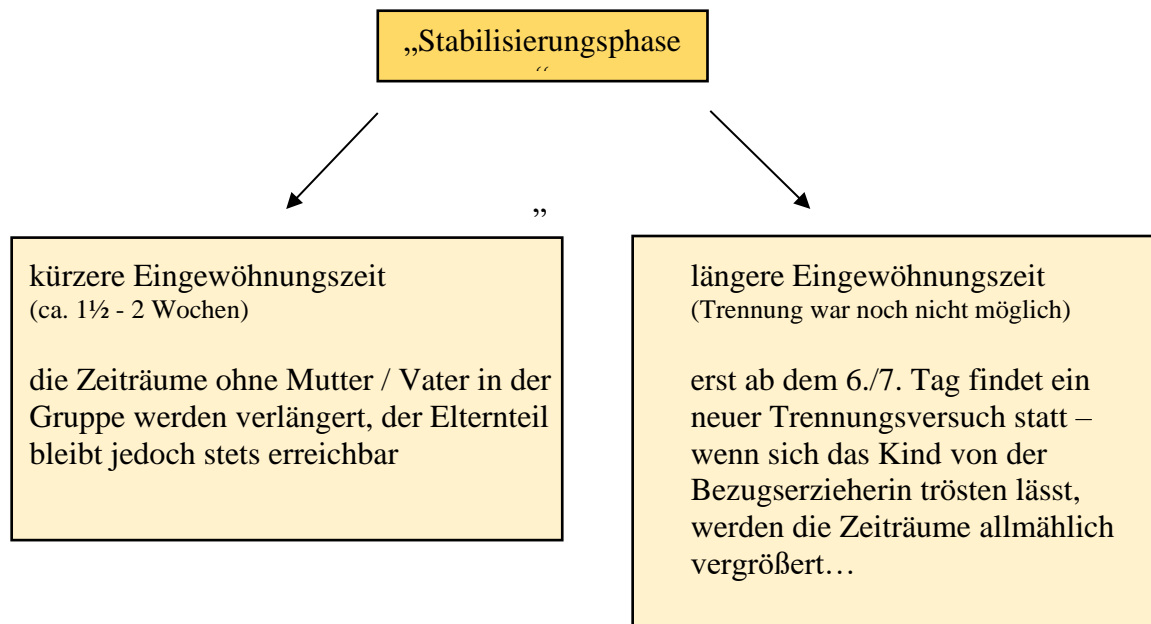 „Stabilisierungsphase
“
”
kürzere Eingewöhnungszeit
(ca. 1½ - 2 Wochen)
die Zeiträume ohne Mutter / Vater in der
Gruppe werden verlängert, der Elternteil
bleibt jedoch stets erreichbar
längere Eingewöhnungszeit
(Trennung war noch nicht möglich)
erst ab dem 6./7. Tag findet ein
neuer Trennungsversuch statt –
wenn sich das Kind von der
Bezugserzieherin trösten lässt,
werden die Zeiträume allmählich
vergrößert…